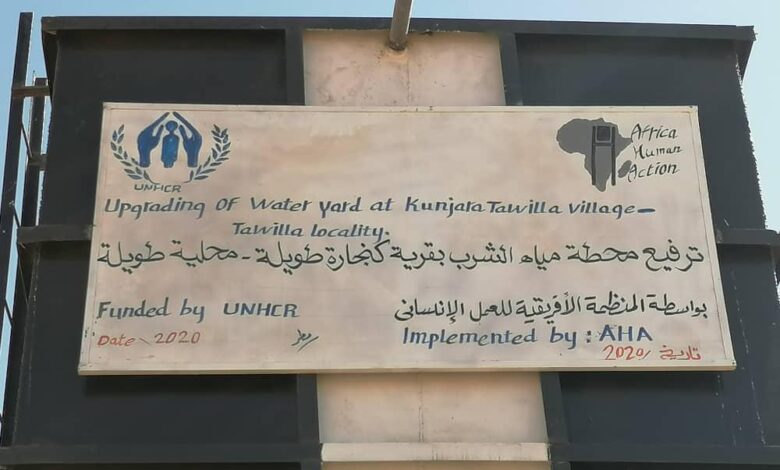 UNHCR
Africa
Human
Action
Upgrading OF Water yard at Kunjara Tawilla village-
Tawilla locality.
ترفيع محطة مياه الشرب بقرية كنجارة طويلة - محلية طويلة
Funded by UNHCR
بواسطة المنظمة الأفريقية للعمل الإنسانى
Date 2020
Implemented by: AHA
تاريخ /2020